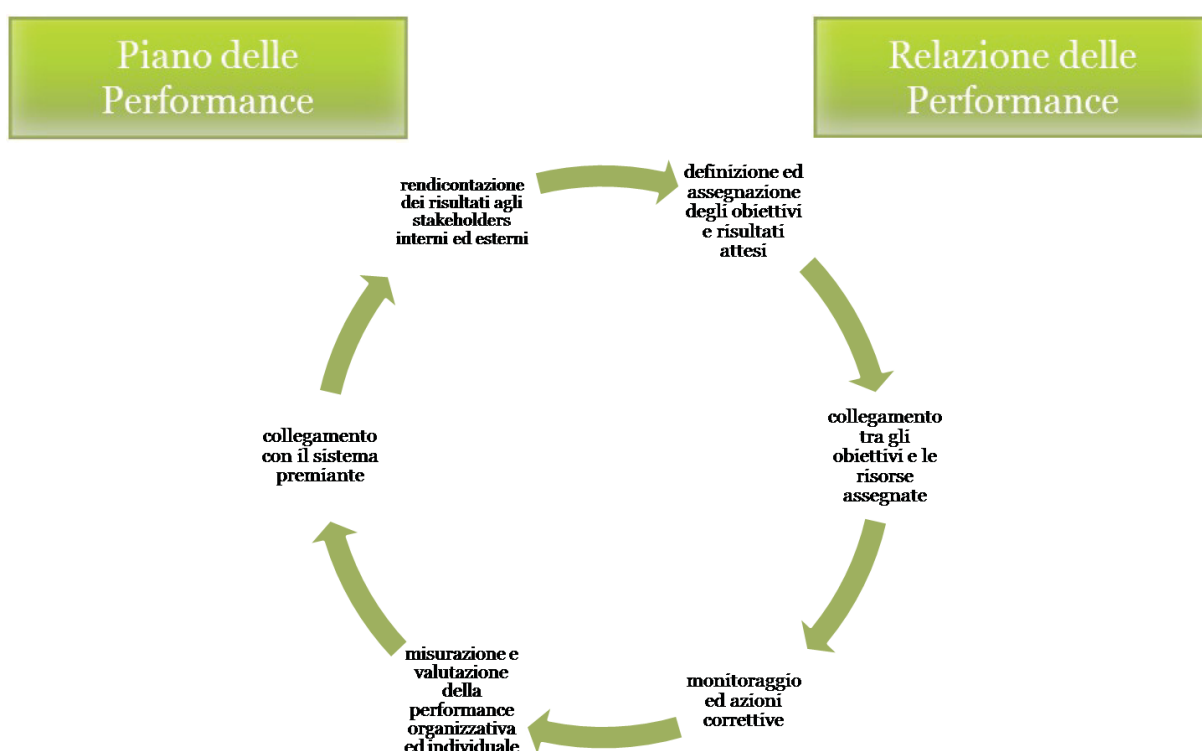 Piano delle
Performance
Relazione delle
Performance
rendicontazione
dei risultati agli
stakeholders
interni ed esterni
definizione ed
assegnazione
degli obiettivi
e risultati
attesi
collegamento
tra gli
obiettivi e le
risorse
assegnate
monitoraggio
ed azioni
correttive
misurazione e
valutazione
della
performance
organizzativa
ed individuale
collegamento
con il sistema
premiante